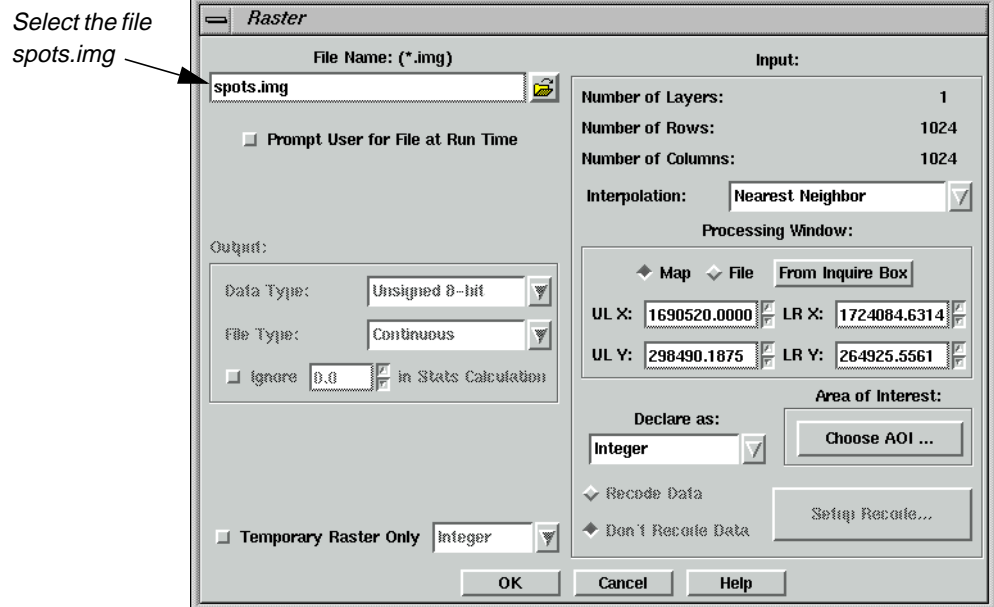 Select the file
spots.img
Raster
File Name: (*.img)
spots.img
Prompt User for File at Run Time
Output:
Data Type: Unsigned 8-bit
File Type: Continuous
Ignore 0.0 in Stats Calculation
Temporary Raster Only Integer
Input:
Number of Layers: 1
Number of Rows: 1024
Number of Columns: 1024
Interpolation: Nearest Neighbor
Processing Window:
Map File From Inquire Box
UL X: 1690520.0000 LR X: 1724084.6314
UL Y: 298490.1875 LR Y: 264925.5561
Declare as:
Integer
Area of Interest:
Choose AOI ...
Recode Data
Don't Recode Data
Setup Recode...
OK Cancel Help